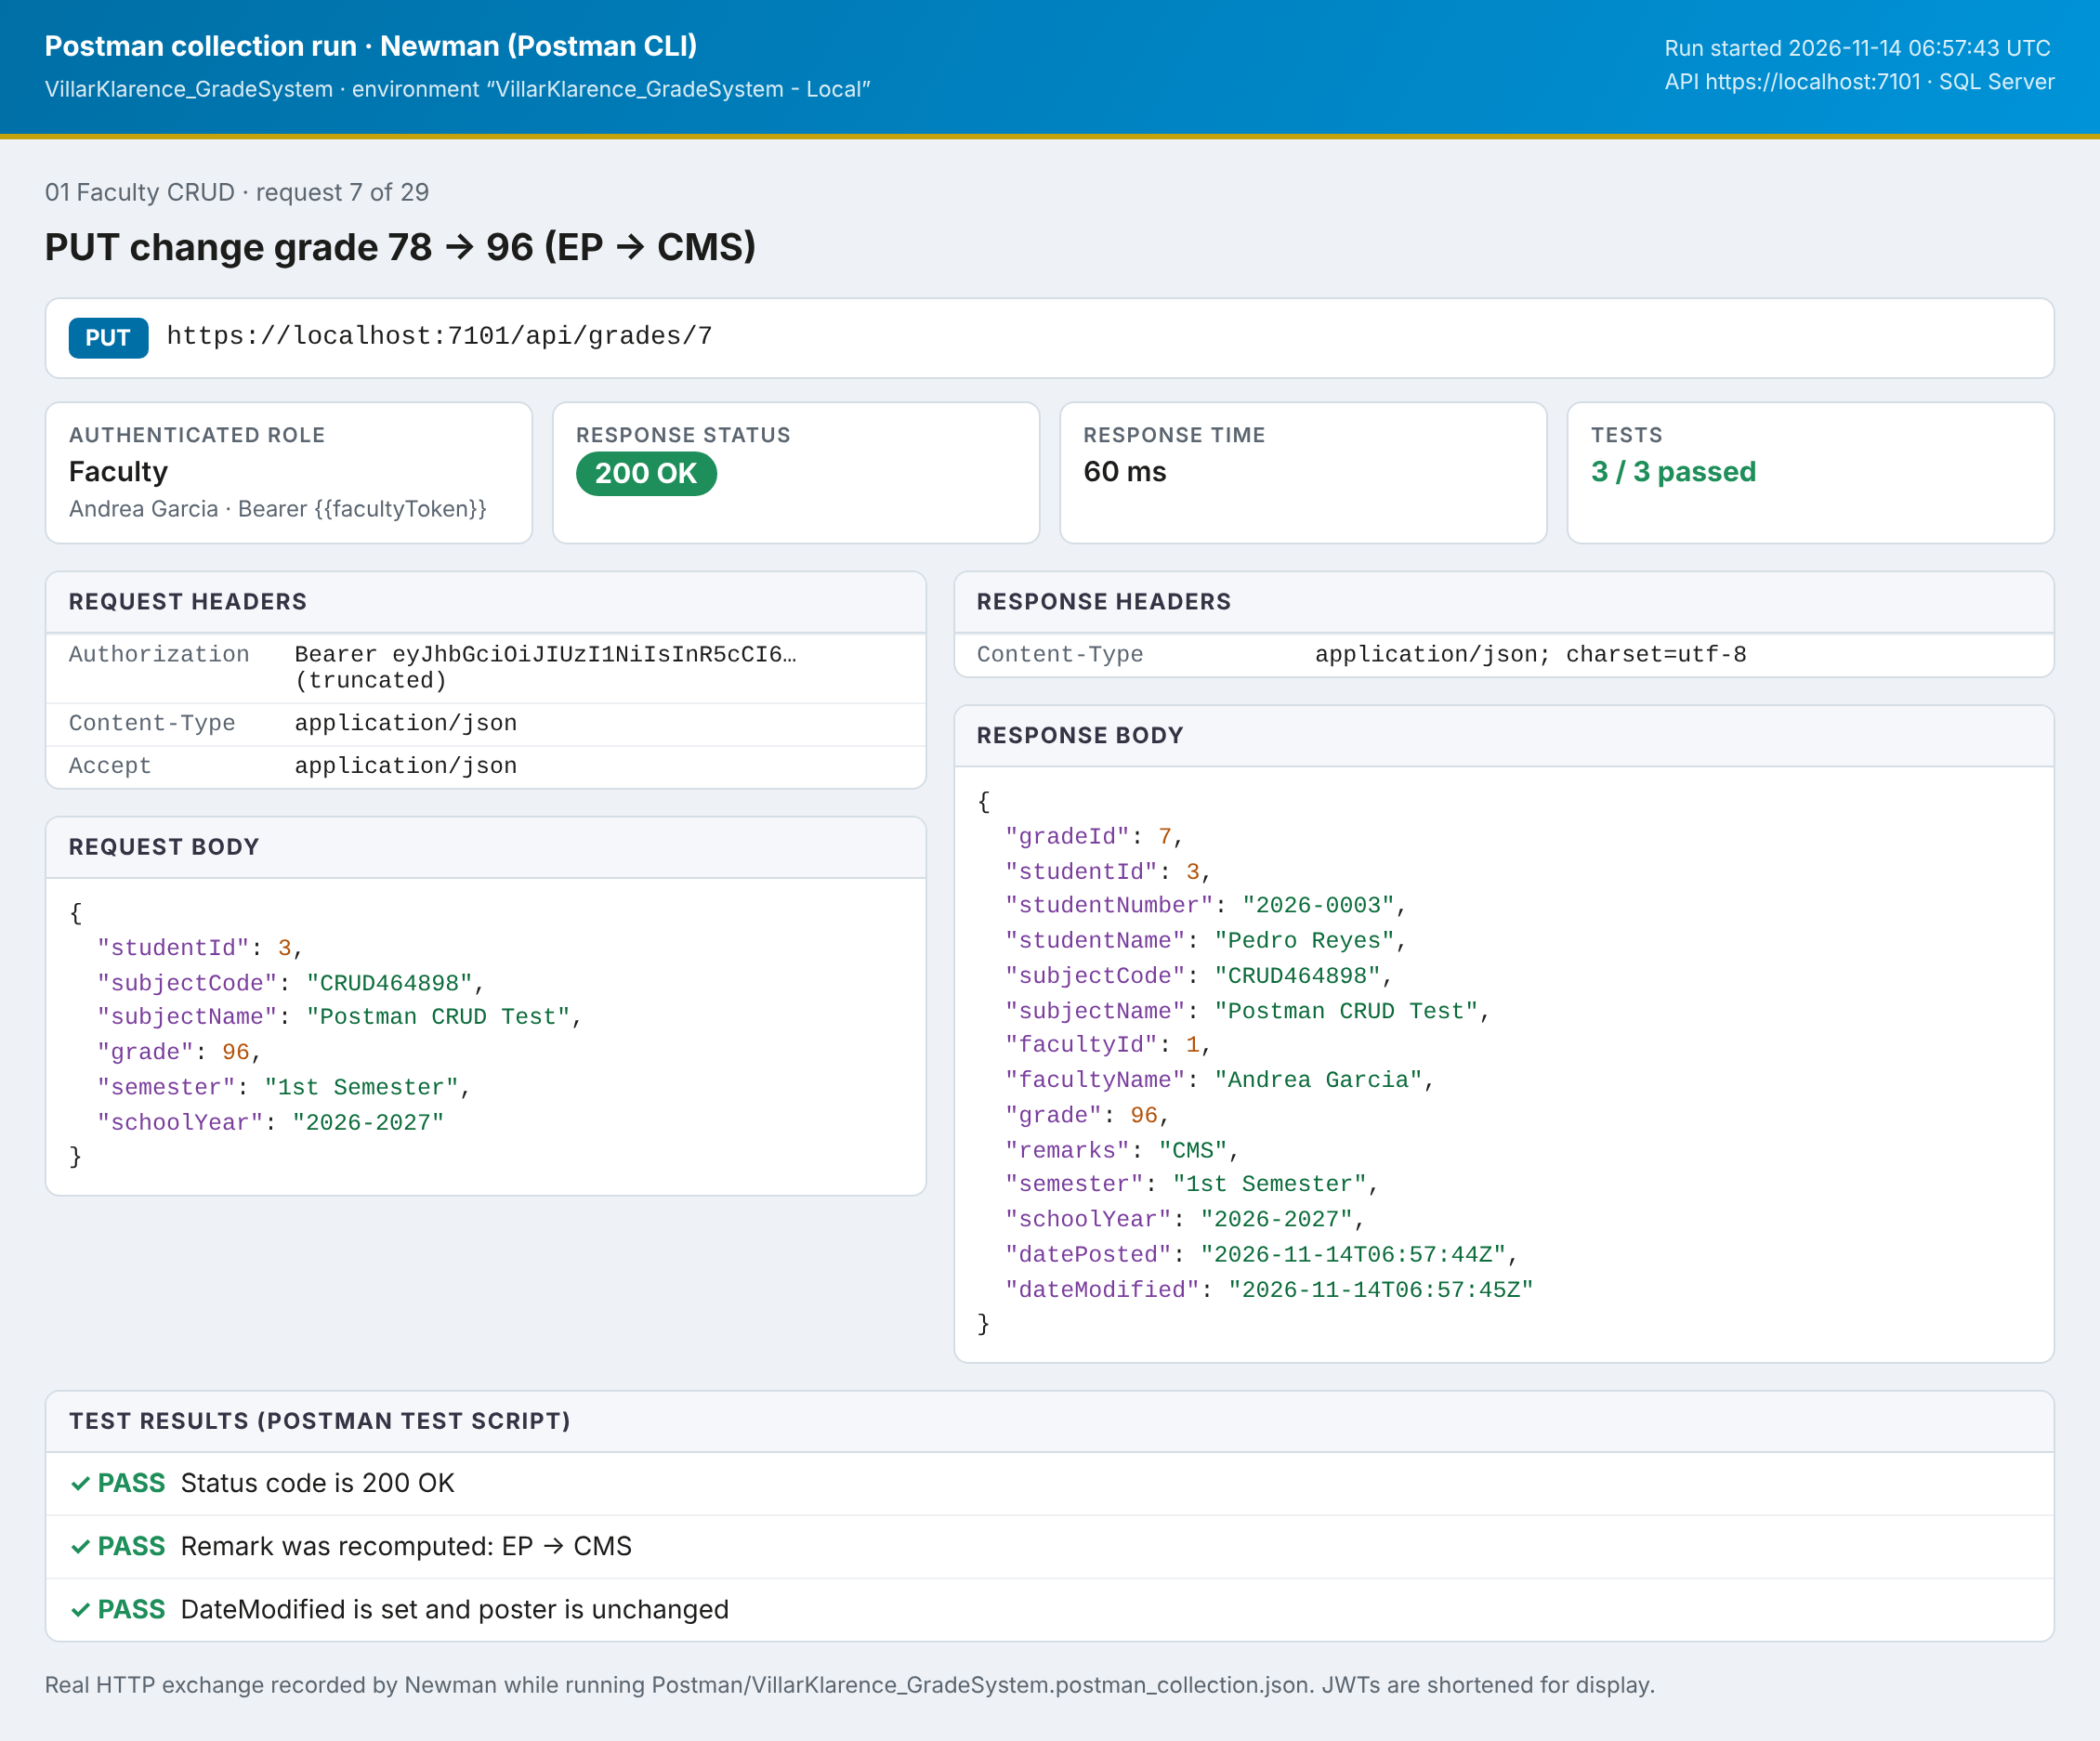 Postman collection run · Newman (Postman CLI)
VillarKlarence_GradeSystem · environment “VillarKlarence_GradeSystem - Local”
Run started 2026-11-14 06:57:43 UTC
API https://localhost:7101 · SQL Server
01 Faculty CRUD · request 7 of 29
PUT change grade 78 → 96 (EP → CMS)
PUT https://localhost:7101/api/grades/7
AUTHENTICATED ROLE
Faculty
Andrea Garcia · Bearer {{facultyToken}}
RESPONSE STATUS
200 OK
RESPONSE TIME
60 ms
TESTS
3 / 3 passed
REQUEST HEADERS
Authorization Bearer eyJhbGciOiJIUzI1NiIsInR5cCI6…
(truncated)
Content-Type application/json
Accept application/json
REQUEST BODY
{
"studentId": 3,
"subjectCode": "CRUD464898",
"subjectName": "Postman CRUD Test",
"grade": 96,
"semester": "1st Semester",
"schoolYear": "2026-2027"
}
RESPONSE HEADERS
Content-Type application/json; charset=utf-8
RESPONSE BODY
{
"gradeId": 7,
"studentId": 3,
"studentNumber": "2026-0003",
"studentName": "Pedro Reyes",
"subjectCode": "CRUD464898",
"subjectName": "Postman CRUD Test",
"facultyId": 1,
"facultyName": "Andrea Garcia",
"grade": 96,
"remarks": "CMS",
"semester": "1st Semester",
"schoolYear": "2026-2027",
"datePosted": "2026-11-14T06:57:44Z",
"dateModified": "2026-11-14T06:57:45Z"
}
TEST RESULTS (POSTMAN TEST SCRIPT)
✓ PASS Status code is 200 OK
✓ PASS Remark was recomputed: EP → CMS
✓ PASS DateModified is set and poster is unchanged
Real HTTP exchange recorded by Newman while running Postman/VillarKlarence_GradeSystem.postman_collection.json. JWTs are shortened for display.